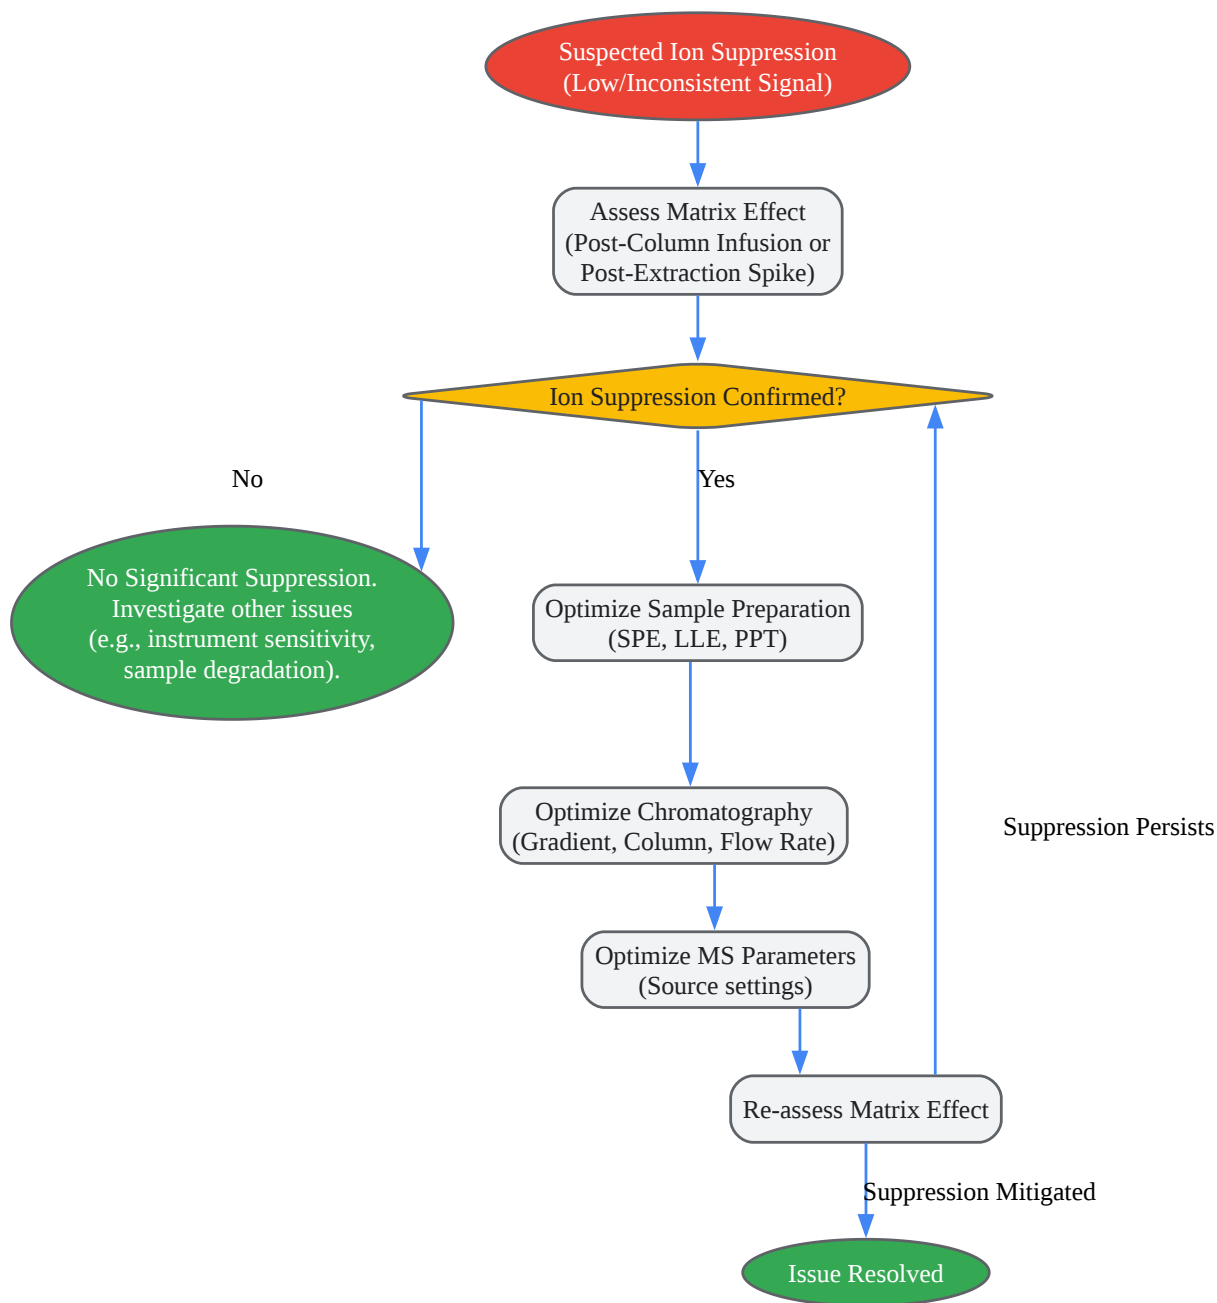 Suspected Ion Suppression
(Low/Inconsistent Signal)
Assess Matrix Effect
(Post-Column Infusion or
Post-Extraction Spike)
Ion Suppression Confirmed?
No
Yes
No Significant Suppression.
Investigate other issues
(e.g., instrument sensitivity,
sample degradation).
Optimize Sample Preparation
(SPE, LLE, PPT)
Optimize Chromatography
(Gradient, Column, Flow Rate)
Suppression Persists
Optimize MS Parameters
(Source settings)
Re-assess Matrix Effect
Suppression Mitigated
Issue Resolved